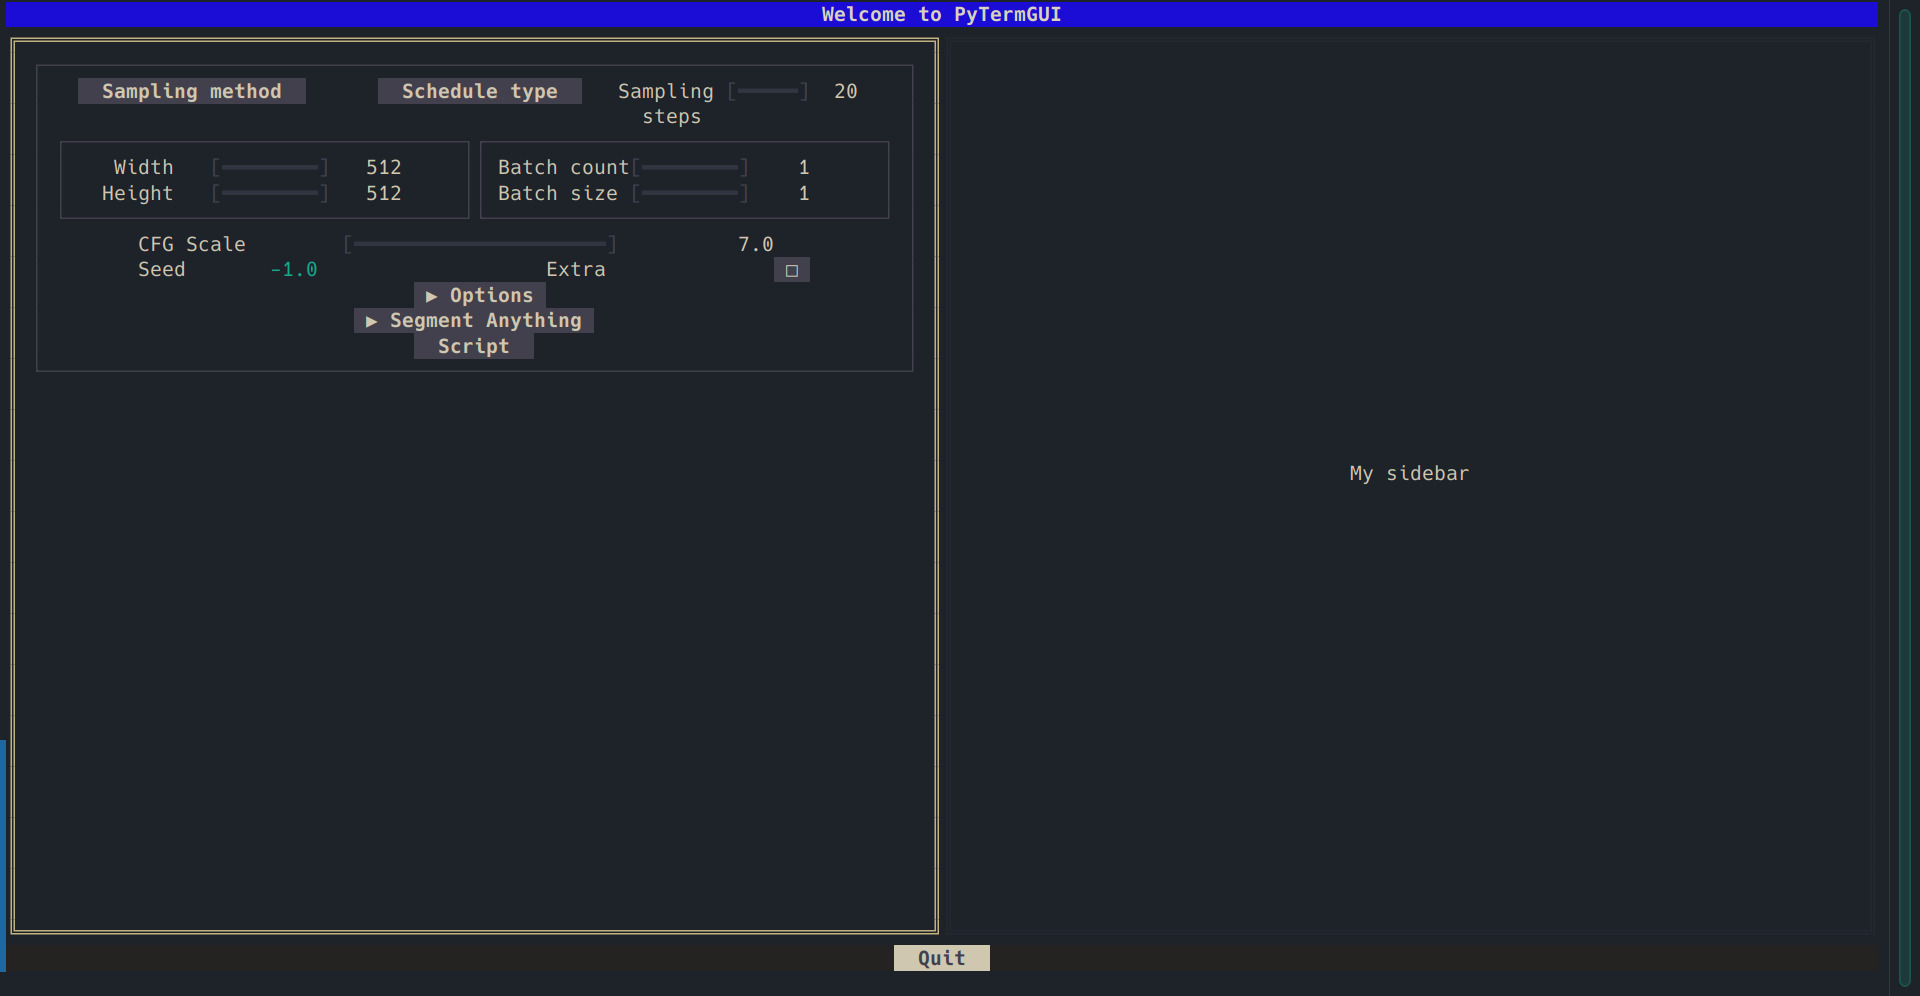 Welcome to PyTermGUI
Sampling method Schedule type Sampling steps [ ] 20
Width [ ] 512 Batch count[ ] 1
Height [ ] 512 Batch size [ ] 1
CFG Scale [ ] 7.0
Seed -1.0 Extra □
▶ Options
▶ Segment Anything
Script
My sidebar
Quit